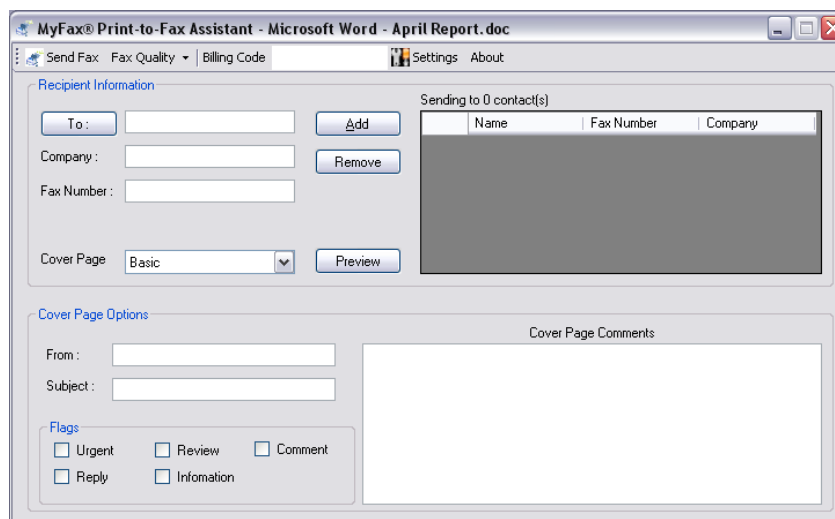 MyFax® Print-to-Fax Assistant - Microsoft Word - April Report.doc
Send Fax Fax Quality Billing Code Settings About
Recipient Information
Sending to 0 contact(s)
To : Add Name Fax Number Company
Company : Remove
Fax Number :
Cover Page Basic Preview
Cover Page Options
Cover Page Comments
From :
Subject :
Flags
Urgent Review Comment
Reply Infomation